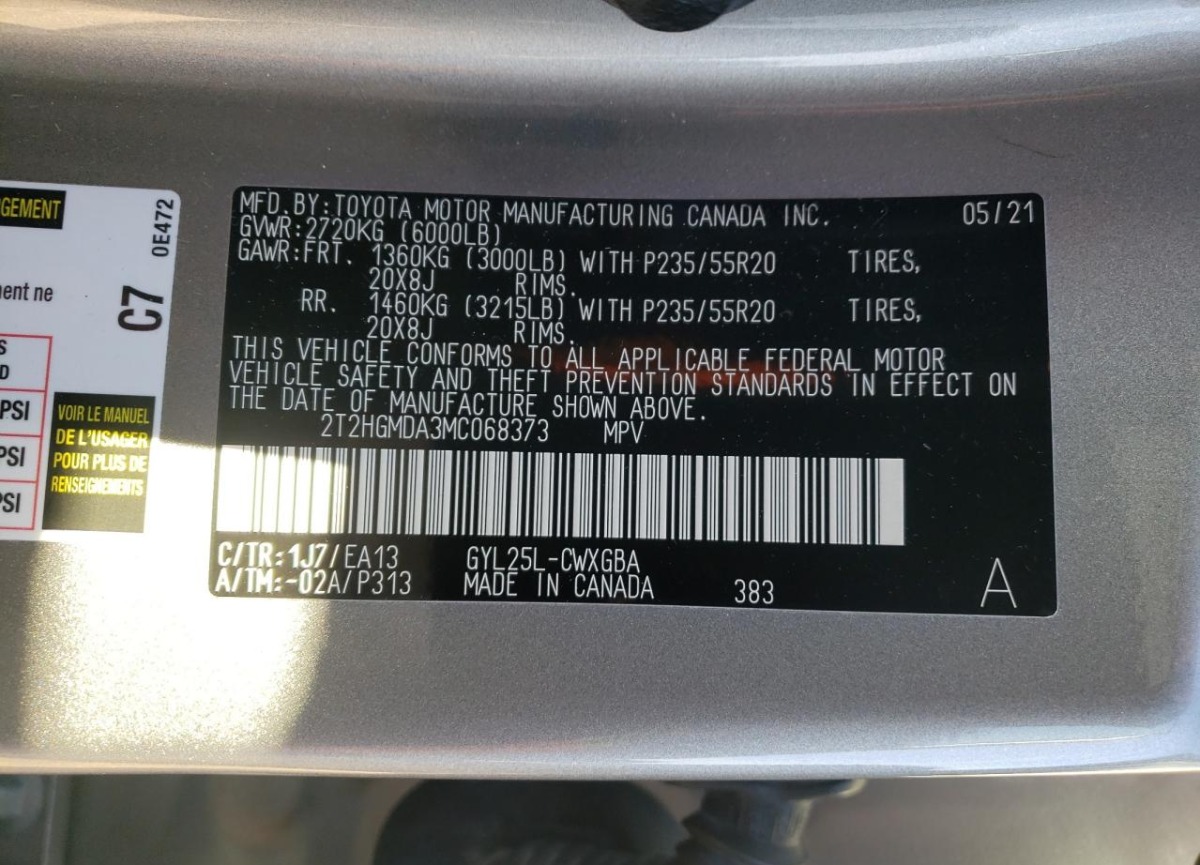 GEMENT
0E472
ent ne
C7
S
D
PSI
PSI
PSI
VOIR LE MANUEL
DE L'USAGER
POUR PLUS DE
RENSEIGNEMENTS
MFD.BY:TOYOTA MOTOR MANUFACTURING CANADA INC. 05/21
GVWR:2720KG (6000LB)
GAWR:FRT. 1360KG (3000LB) WITH P235/55R20 TIRES,
20X8J RIMS.
RR. 1460KG (3215LB) WITH P235/55R20 TIRES,
20X8J RIMS.
THIS VEHICLE CONFORMS TO ALL APPLICABLE FEDERAL MOTOR
VEHICLE SAFETY AND THEFT PREVENTION STANDARDS IN EFFECT ON
THE DATE OF MANUFACTURE SHOWN ABOVE.
2T2HGMDA3MC068373 MPV
C/TR:1J7/EA13 GYL25L-CWXGBA
A/TM:-02A/P313 MADE IN CANADA 383 A